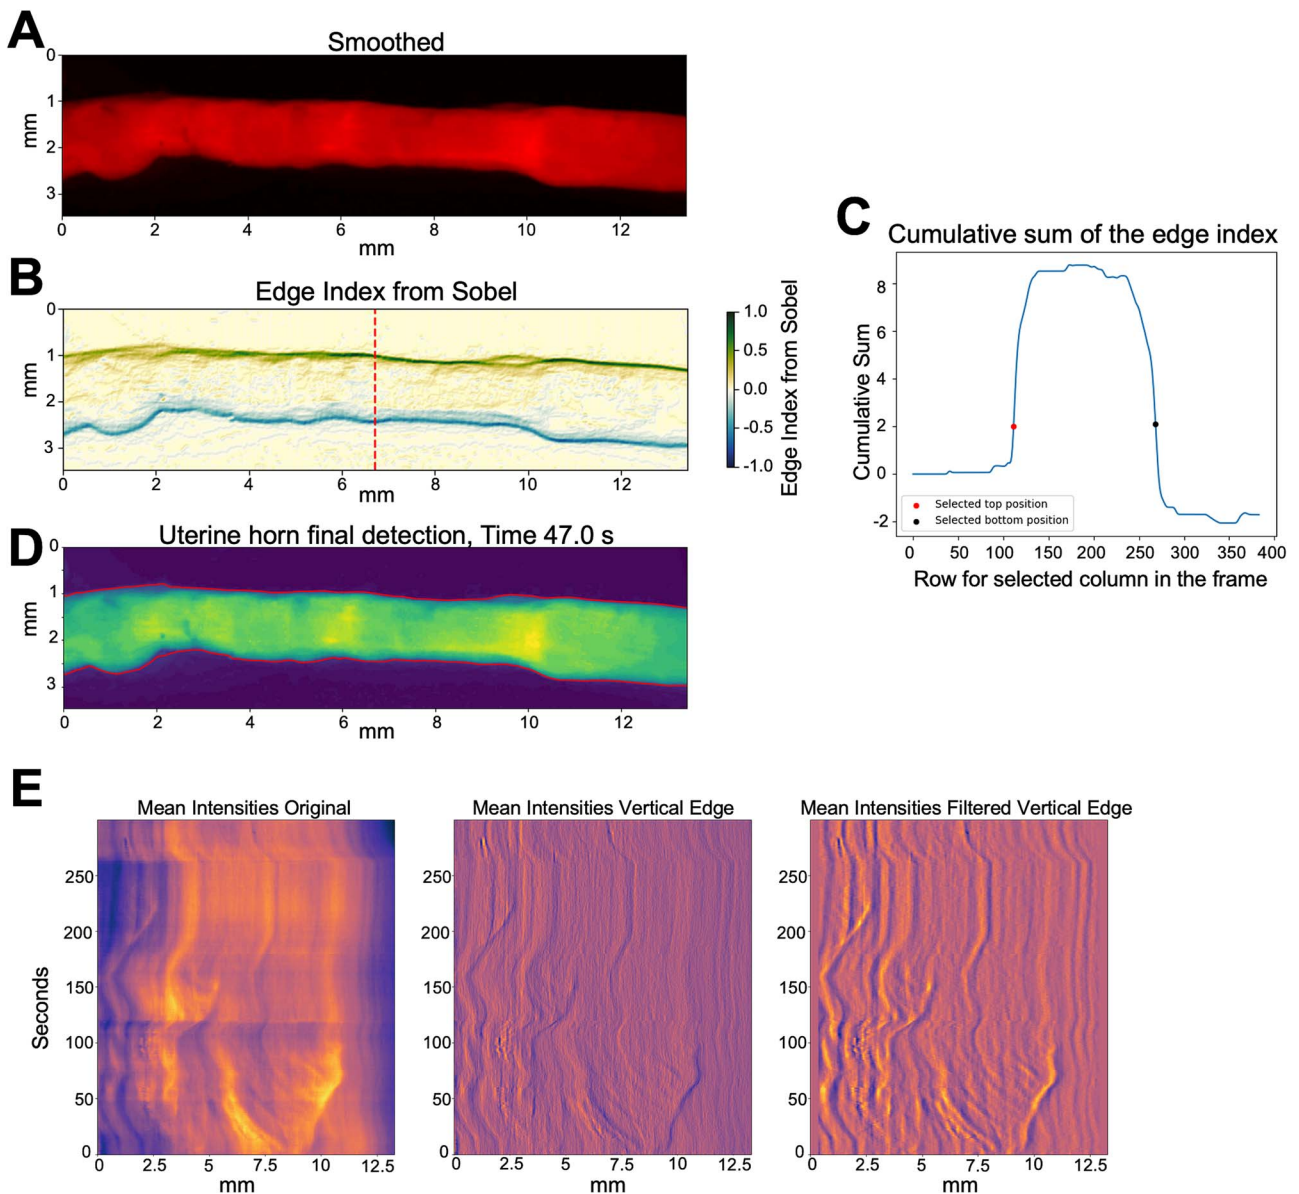 A
Smoothed
0
1
2
3
mm
0 2 4 6 8 10 12
mm
B
Edge Index from Sobel
0
1
2
3
mm
0 2 4 6 8 10 12
mm
1.0
0.5
0.0
-0.5
-1.0
Edge Index from Sobel
C
Cumulative sum of the edge index
8
6
4
2
0
-2
Cumulative Sum
Selected top position
Selected bottom position
0 50 100 150 200 250 300 350 400
Row for selected column in the frame
D
Uterine horn final detection, Time 47.0 s
0
1
2
3
mm
0 2 4 6 8 10 12
mm
E
Mean Intensities Original
250
200
150
100
50
0
Seconds
0 2.5 5 7.5 10 12.5
mm
Mean Intensities Vertical Edge
250
200
150
100
50
0
0 2.5 5 7.5 10 12.5
mm
Mean Intensities Filtered Vertical Edge
250
200
150
100
50
0
0 2.5 5 7.5 10 12.5
mm